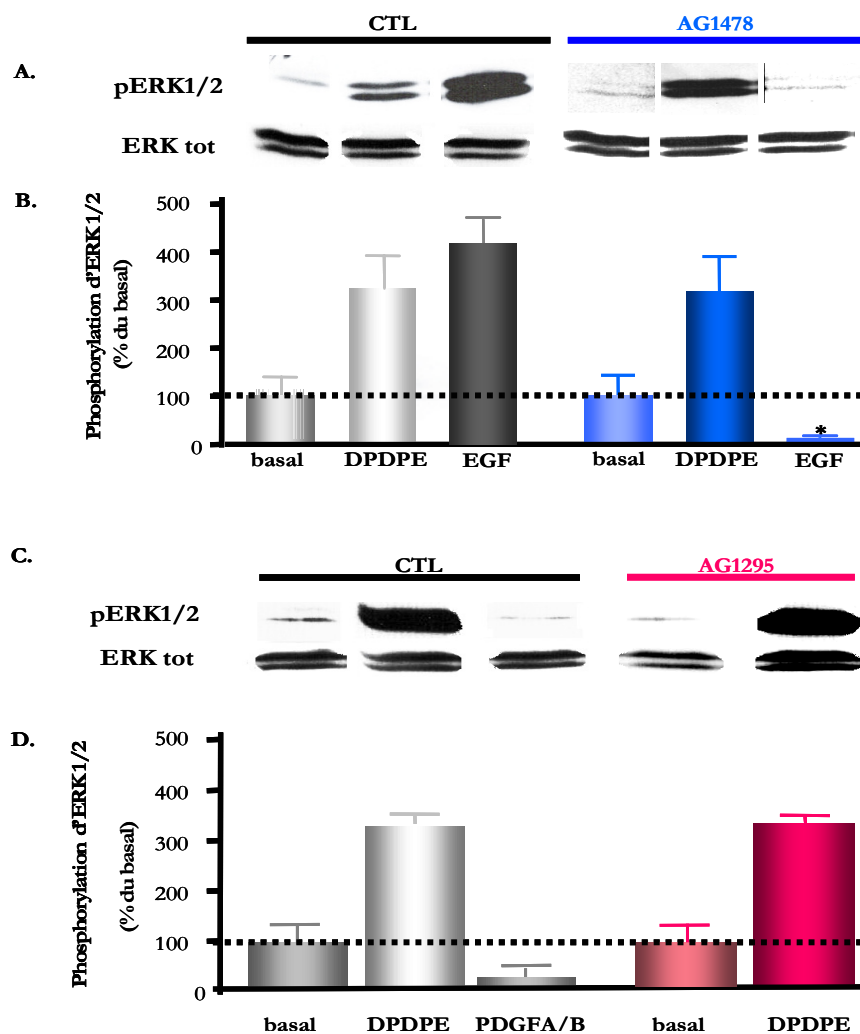 CTL AG1478
A.
pERK1/2
ERK tot
B.
Phosphorylation d'ERK1/2
(% du basal)
500
400
300
200
100
0
*
basal DPDPE EGF basal DPDPE EGF
C.
CTL AG1295
pERK1/2
ERK tot
D.
Phosphorylation d'ERK1/2
(% du basal)
500
400
300
200
100
0
basal DPDPE PDGFA/B basal DPDPE